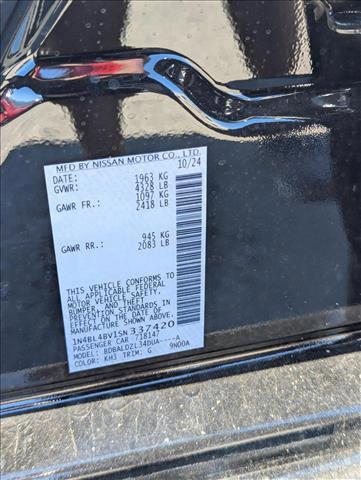 MFD BY NISSAN MOTOR CO., LTD.
DATE: 10/24
GVWR: 1963 KG
4328 LB
GAWR FR.: 1097 KG
2418 LB
GAWR RR.: 945 KG
2083 LB
THIS VEHICLE CONFORMS TO
ALL APPLICABLE FEDERAL
MOTOR VEHICLE SAFETY,
BUMPER, AND THEFT
PREVENTION STANDARDS IN
EFFECT ON THE DATE OF
MANUFACTURE SHOWN ABOVE.
1N4BL4BV1SN337420
PASSENGER CAR 718147
MODEL: BDBALDZL34DUA----A
COLOR: KH3 TRIM: G 9N00A